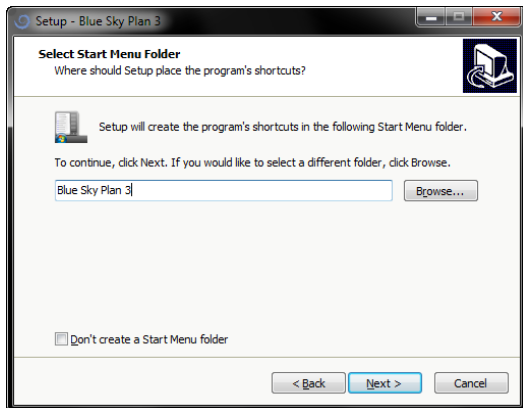 Setup - Blue Sky Plan 3
Select Start Menu Folder
Where should Setup place the program's shortcuts?
Setup will create the program's shortcuts in the following Start Menu folder.
To continue, click Next. If you would like to select a different folder, click Browse.
Blue Sky Plan 3
Browse...
Don't create a Start Menu folder
< Back
Next >
Cancel